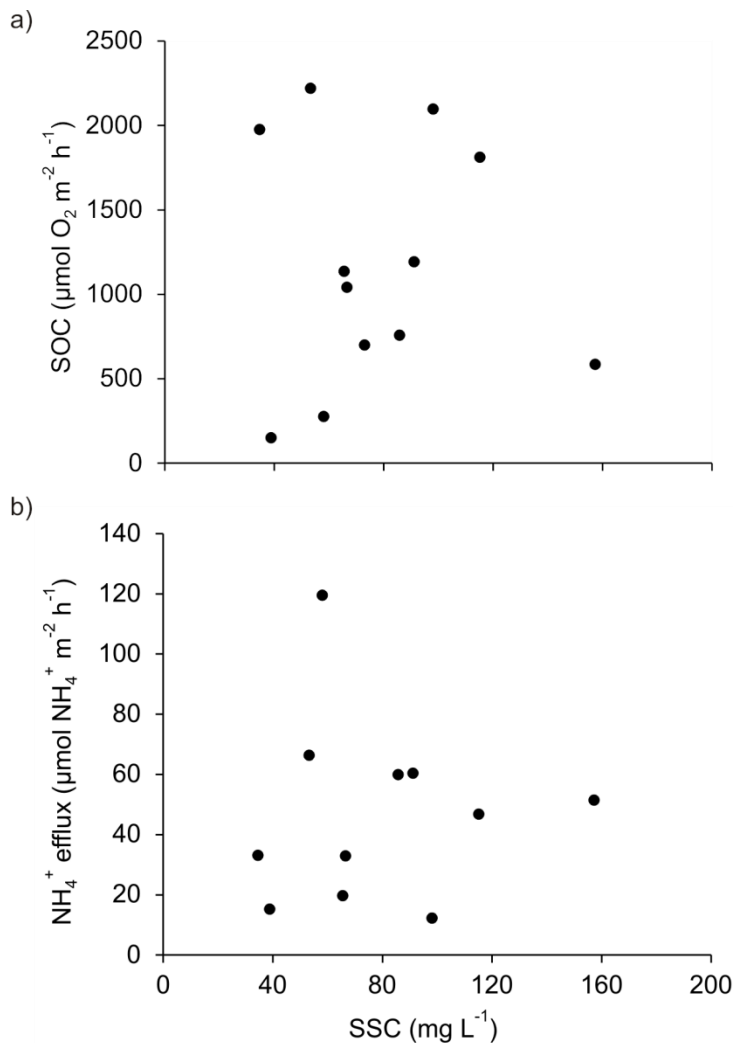 a)
2500
2000
1500
1000
500
0
SOC (µmol O₂ m⁻² h⁻¹)
b)
140
120
100
80
60
40
20
0
NH₄⁺ efflux (µmol NH₄⁺ m⁻² h⁻¹)
0 40 80 120 160 200
SSC (mg L⁻¹)